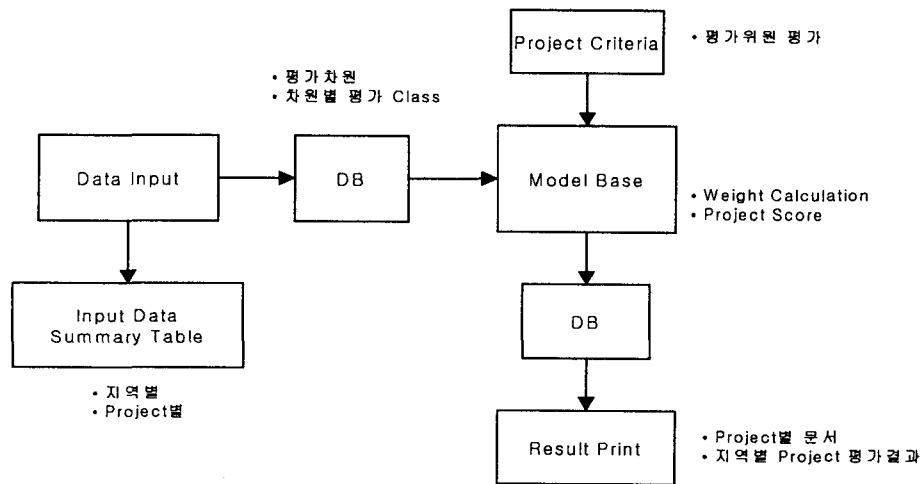 Project Criteria
• 평가위원 평가
• 평가차원
• 차원별 평가 Class
Data Input
DB
Model Base
• Weight Calculation
• Project Score
Input Data
Summary Table
DB
• 지역별
• Project별
Result Print
• Project별 문서
• 지역별 Project 평가결과